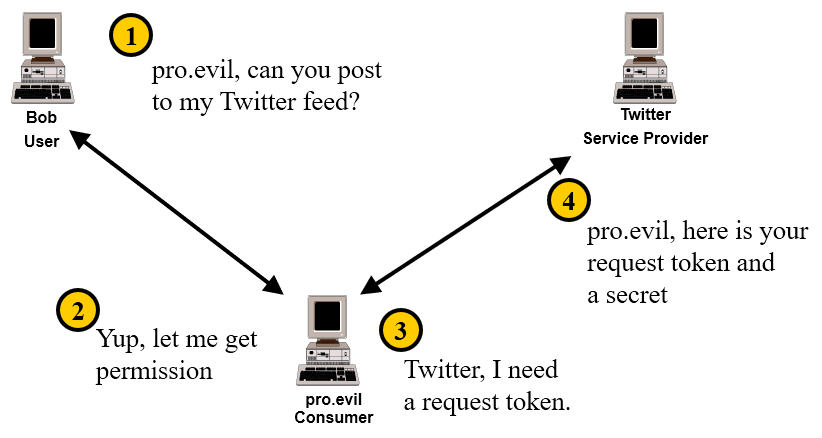 1
pro.evil, can you post
to my Twitter feed?
Bob
User
Twitter
Service Provider
2
Yup, let me get
permission
pro.evil
Consumer
3
Twitter, I need
a request token.
4
pro.evil, here is your
request token and
a secret